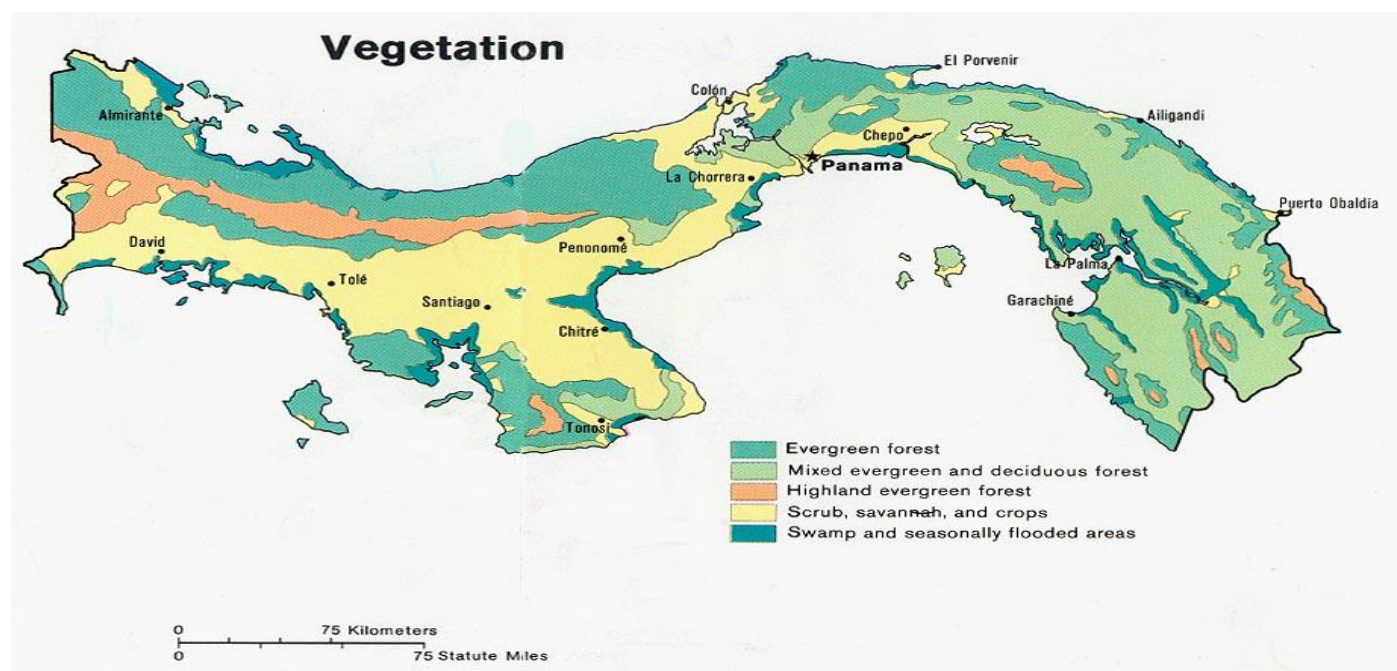 Vegetation
El Porvenir
Colón
Almirante
Ailigandí
Chepo
Panama
La Chorrera
Puerto Obaldía
David
Penonomé
La Palma
Tolé
Santiago
Garachiné
Chitré
Tonosí
Evergreen forest
Mixed evergreen and deciduous forest
Highland evergreen forest
Scrub, savannah, and crops
Swamp and seasonally flooded areas
0 75 Kilometers
0 75 Statute Miles